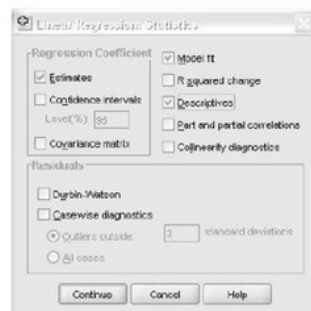 Linear Regression: Statistics
Regression Coefficient
Estimates
Confidence intervals
Level(%): 95
Covariance matrix
Model fit
R squared change
Descriptives
Part and partial correlations
Collinearity diagnostics
Residuals
Durbin-Watson
Casewise diagnostics
Outliers outside: 3 standard deviations
All cases
Continue Cancel Help